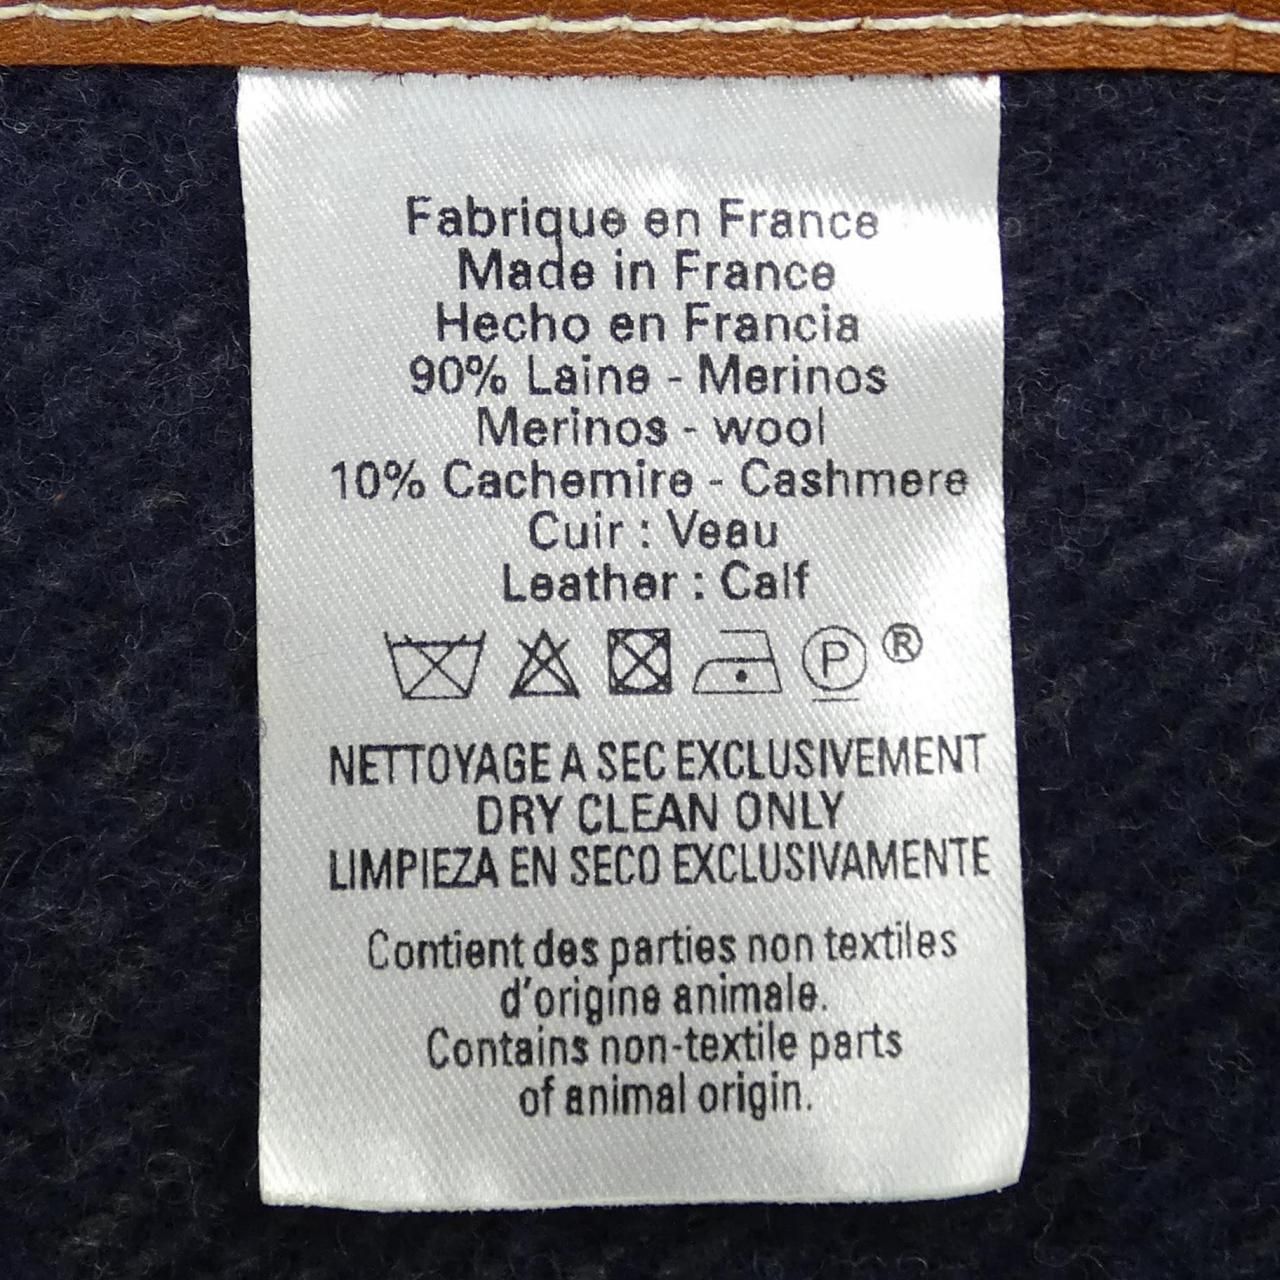 Fabrique en France
Made in France
Hecho en Francia
90% Laine - Merinos
Merinos - wool
10% Cachemire - Cashmere
Cuir : Veau
Leather : Calf
P ®
NETTOYAGE A SEC EXCLUSIVEMENT
DRY CLEAN ONLY
LIMPIEZA EN SECO EXCLUSIVAMENTE
Contient des parties non textiles
d'origine animale.
Contains non-textile parts
of animal origin.